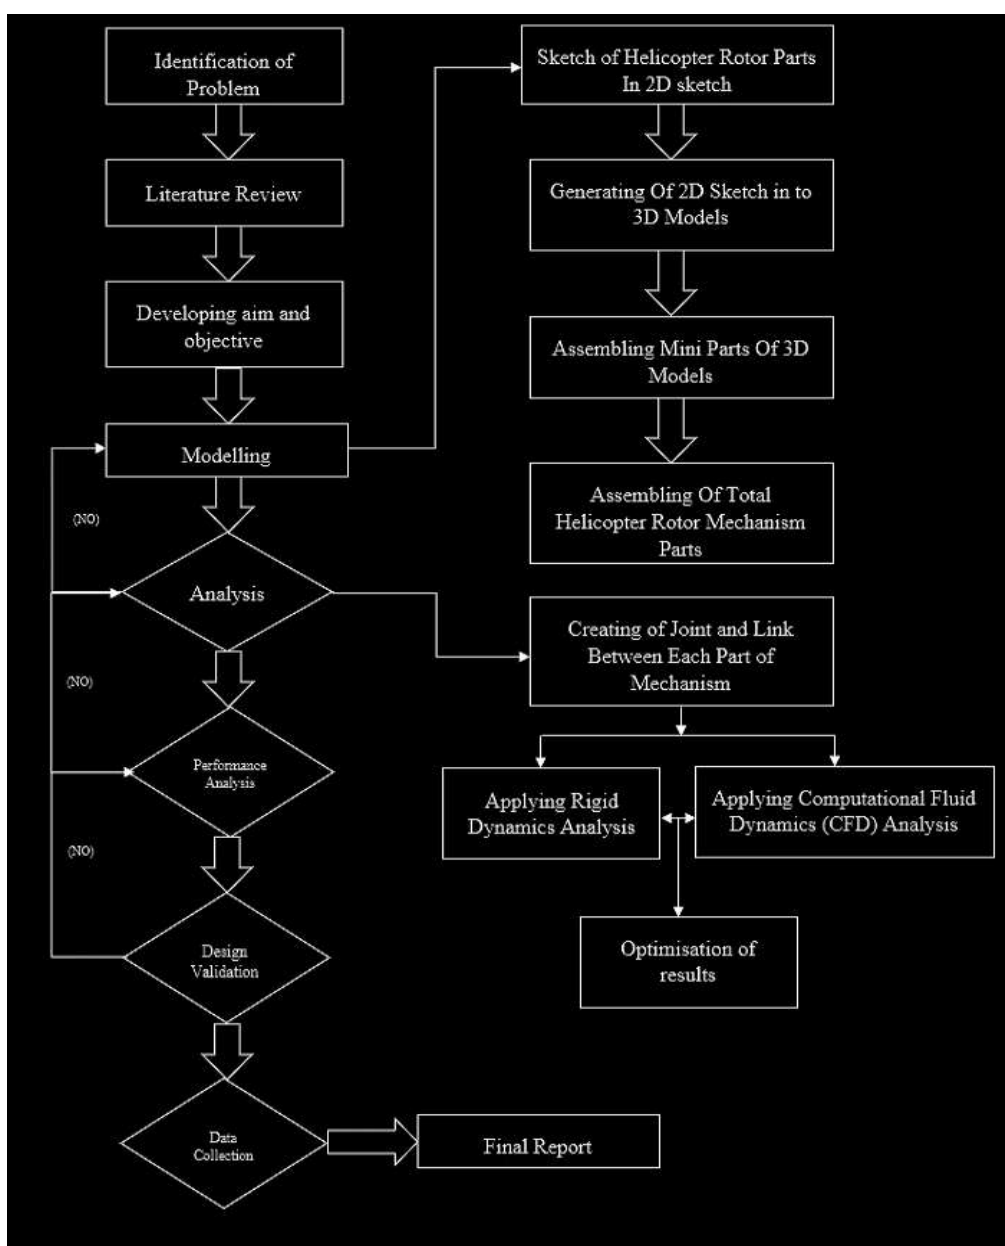 Identification of
Problem
Literature Review
Developing aim and
objective
Modelling
(NO)
Analysis
(NO)
Performance
Analysis
(NO)
Design
Validation
Data
Collection
Final Report
Sketch of Helicopter Rotor Parts
In 2D sketch
Generating Of 2D Sketch in to
3D Models
Assembling Mini Parts Of 3D
Models
Assembling Of Total
Helicopter Rotor Mechanism
Parts
Creating of Joint and Link
Between Each Part of
Mechanism
Applying Rigid
Dynamics Analysis
Applying Computational Fluid
Dynamics (CFD) Analysis
Optimisation of
results